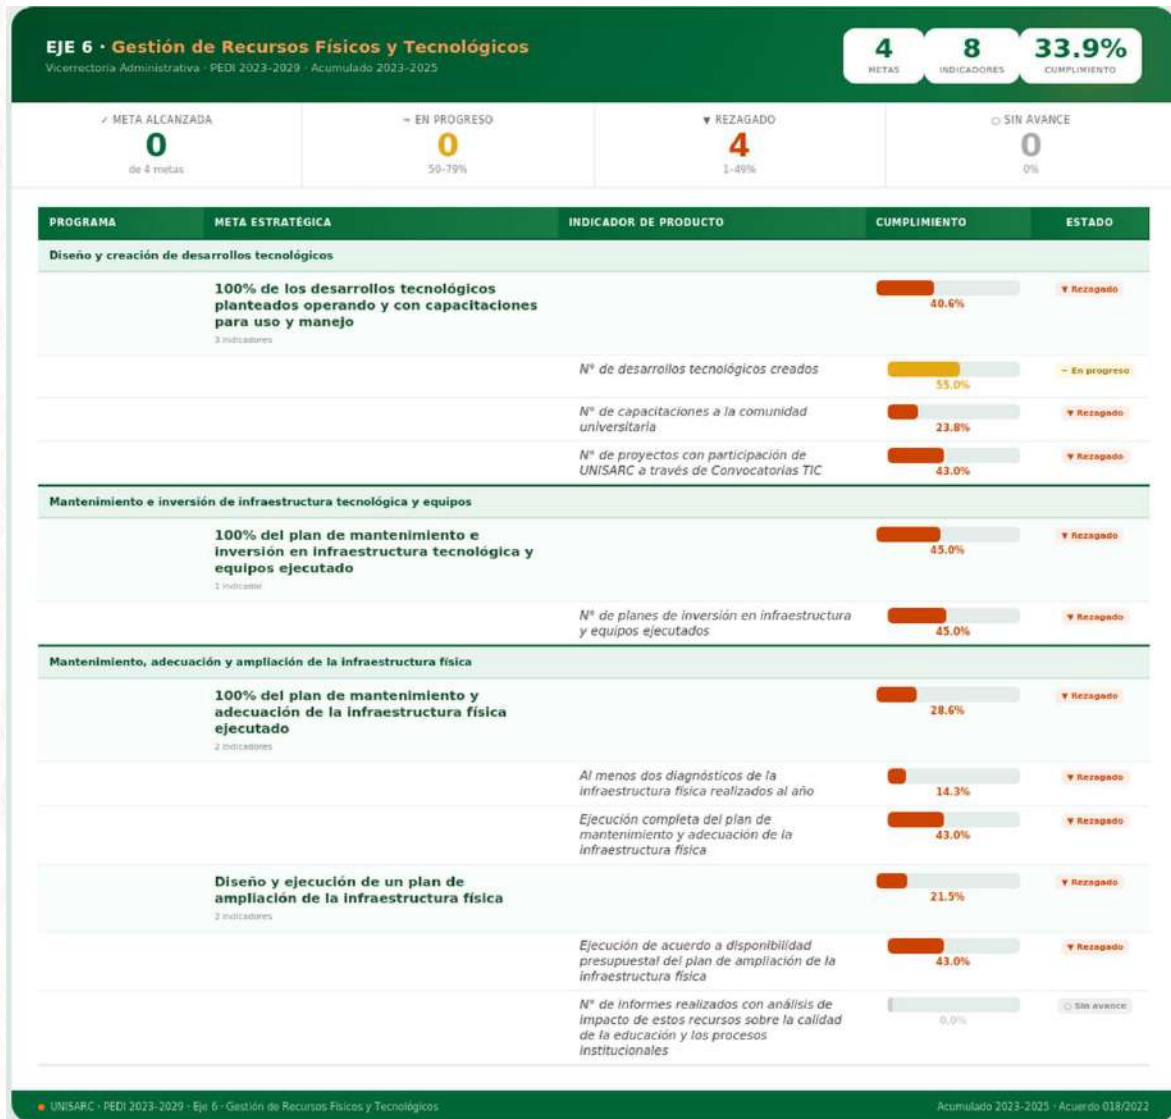 EJE 6 · Gestión de Recursos Físicos y Tecnológicos
Vicerrectoría Administrativa · PEDI 2023–2029 · Acumulado 2023–2025
4
METAS
8
INDICADORES
33.9%
CUMPLIMIENTO
✓ META ALCANZADA
0
de 4 metas
~ EN PROGRESO
0
50–79%
▼ REZAGADO
4
1–49%
○ SIN AVANCE
0
0%
PROGRAMA META ESTRATÉGICA INDICADOR DE PRODUCTO CUMPLIMIENTO ESTADO
Diseño y creación de desarrollos tecnológicos
100% de los desarrollos tecnológicos
planteados operando y con capacitaciones
para uso y manejo
3 indicadores
40.6%
▼ Rezagado
N° de desarrollos tecnológicos creados
55.0%
~ En progreso
N° de capacitaciones a la comunidad
universitaria
23.8%
▼ Rezagado
N° de proyectos con participación de
UNISARC a través de Convocatorias TIC
43.0%
▼ Rezagado
Mantenimiento e inversión de infraestructura tecnológica y equipos
100% del plan de mantenimiento e
inversión en infraestructura tecnológica y
equipos ejecutado
1 indicador
45.0%
▼ Rezagado
N° de planes de inversión en infraestructura
y equipos ejecutados
45.0%
▼ Rezagado
Mantenimiento, adecuación y ampliación de la infraestructura física
100% del plan de mantenimiento y
adecuación de la infraestructura física
ejecutado
2 indicadores
28.6%
▼ Rezagado
Al menos dos diagnósticos de la
infraestructura física realizados al año
14.3%
▼ Rezagado
Ejecución completa del plan de
mantenimiento y adecuación de la
infraestructura física
43.0%
▼ Rezagado
Diseño y ejecución de un plan de
ampliación de la infraestructura física
2 indicadores
21.5%
▼ Rezagado
Ejecución de acuerdo a disponibilidad
presupuestal del plan de ampliación de la
infraestructura física
43.0%
▼ Rezagado
N° de informes realizados con análisis de
impacto de estos recursos sobre la calidad
de la educación y los procesos
institucionales
0.0%
○ Sin avance
● UNISARC · PEDI 2023–2029 · Eje 6 · Gestión de Recursos Físicos y Tecnológicos
Acumulado 2023–2025 · Acuerdo 018/2022